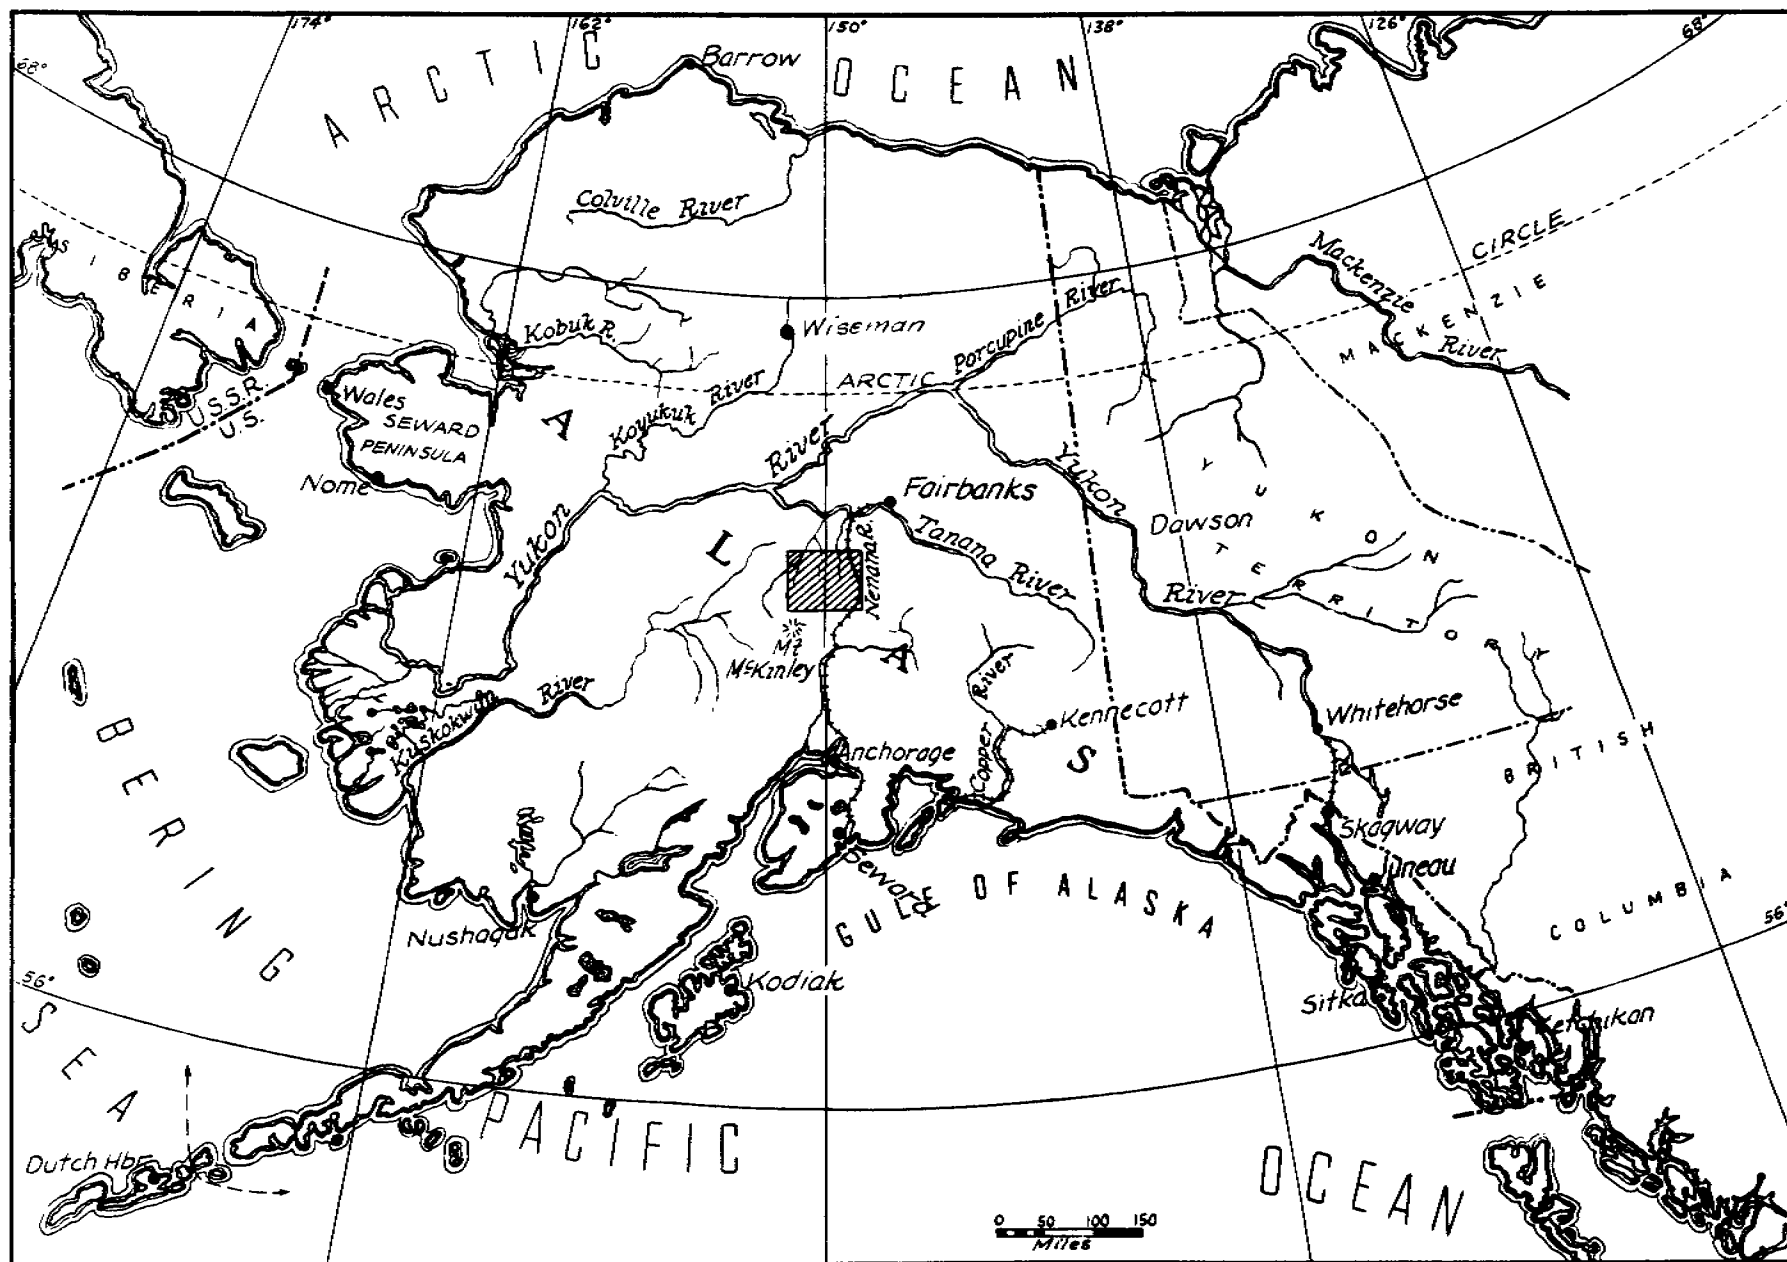 174°
162°
150°
138°
126°
68°
68°
ARCTIC OCEAN
Barrow
Colville River
SIBERIA
CIRCLE
Mackenzie River
MACKENZIE
Kobuk R.
Wiseman
Porcupine River
ARCTIC
U.S.S.R.
U.S.
Wales
SEWARD
PENINSULA
Nome
Koyukuk River
Yukon River
Fairbanks
Yukon River
Dawson
YUKON
TERRITORY
Tanana River
Nemana R.
ALAS
Mt
McKinley
Kuskokwim River
River
Copper
Kennecott
Whitehorse
BRITISH
COLUMBIA
Anchorage
Skagway
Juneau
Seward
GULF OF ALASKA
Nushagak
Kodiak
Sitka
Ketchikan
BERING
SEA
56°
56°
Dutch Hbr
PACIFIC
OCEAN
0 50 100 150
Miles